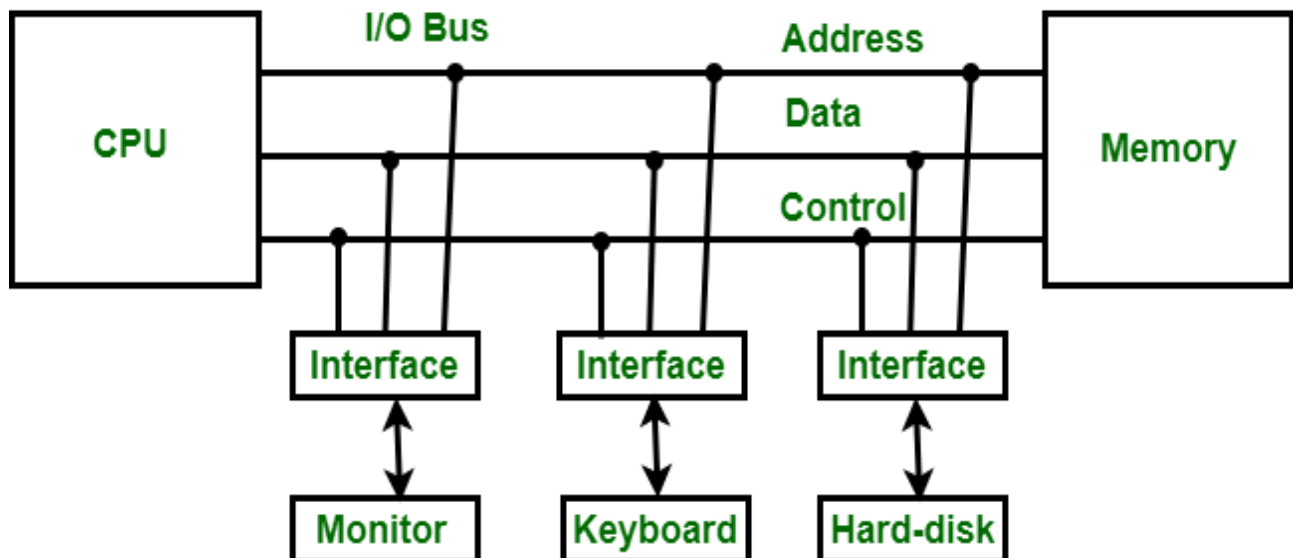 I/O Bus
Address
Data
CPU
Memory
Control
Interface
Interface
Interface
Monitor
Keyboard
Hard-disk